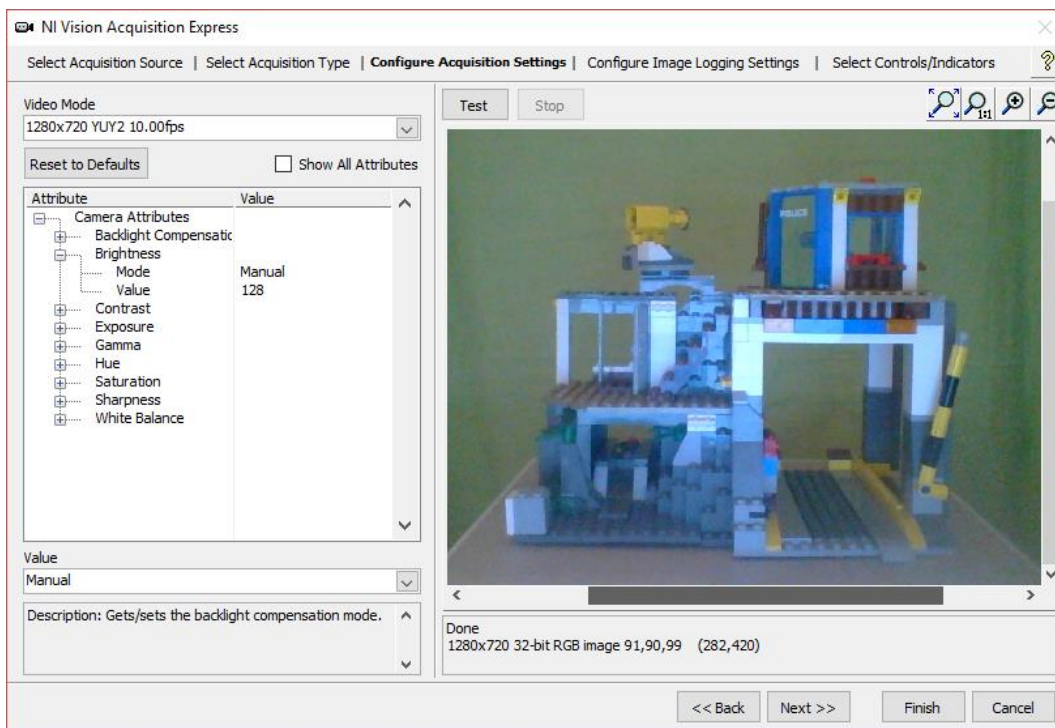 NI Vision Acquisition Express
Select Acquisition Source | Select Acquisition Type | Configure Acquisition Settings | Configure Image Logging Settings | Select Controls/Indicators
?
Video Mode
1280x720 YUY2 10.00fps
Reset to Defaults
Show All Attributes
Attribute Value
Camera Attributes
Backlight Compensatic
Brightness
Mode Manual
Value 128
Contrast
Exposure
Gamma
Hue
Saturation
Sharpness
White Balance
Value
Manual
Description: Gets/sets the backlight compensation mode.
Test Stop
1:1
POLICE
Done
1280x720 32-bit RGB image 91,90,99 (282,420)
<< Back Next >> Finish Cancel